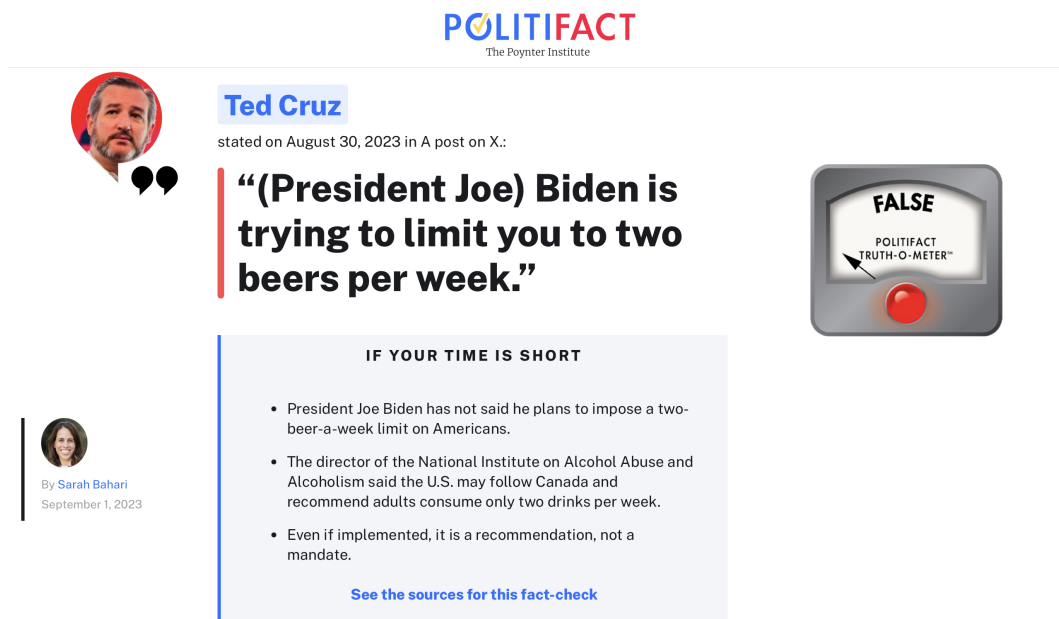 POLITIFACT
The Poynter Institute
Ted Cruz
stated on August 30, 2023 in A post on X.:
“(President Joe) Biden is
trying to limit you to two
beers per week.”
FALSE
POLITIFACT
TRUTH-O-METER™
IF YOUR TIME IS SHORT
• President Joe Biden has not said he plans to impose a two-
beer-a-week limit on Americans.
• The director of the National Institute on Alcohol Abuse and
Alcoholism said the U.S. may follow Canada and
recommend adults consume only two drinks per week.
• Even if implemented, it is a recommendation, not a
mandate.
See the sources for this fact-check
By Sarah Bahari
September 1, 2023